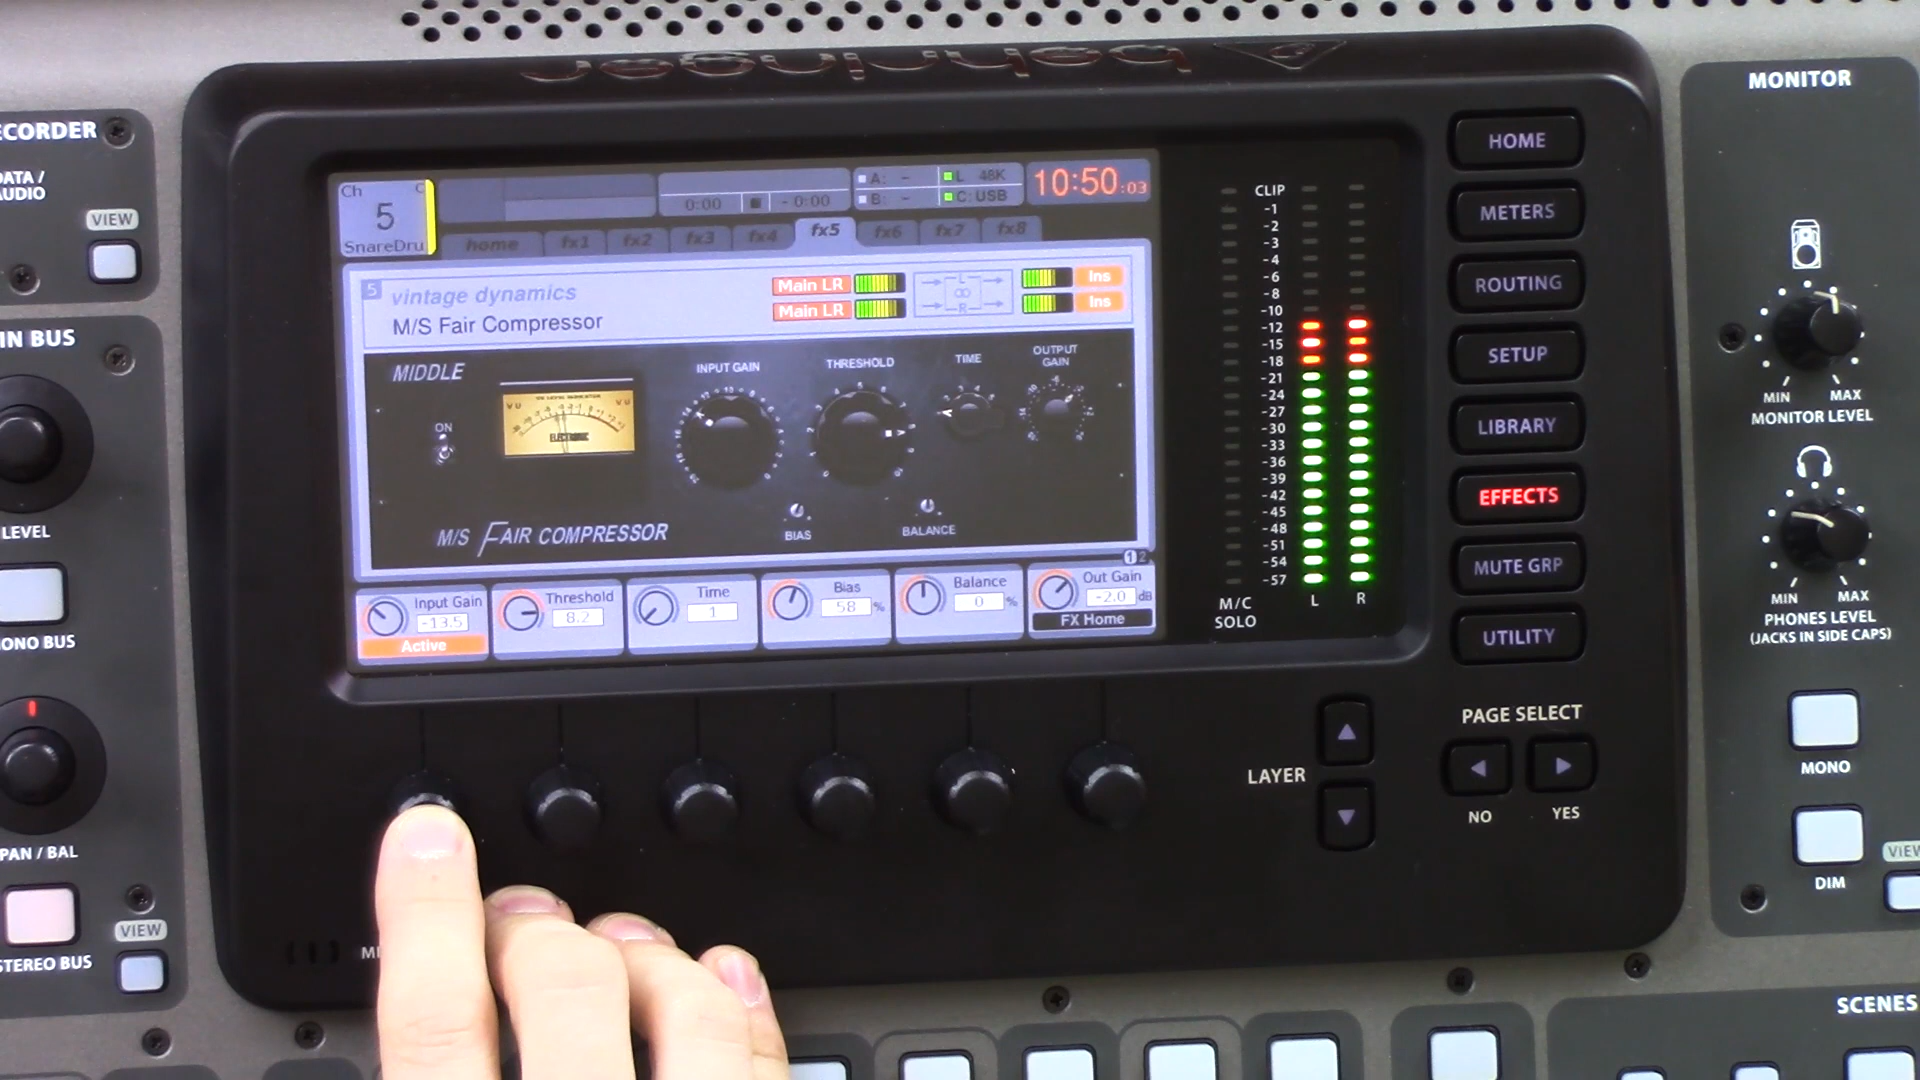 behringer
ECORDER
DATA /
AUDIO
VIEW
IN BUS
LEVEL
ONO BUS
PAN / BAL
VIEW
STEREO BUS
Ch
C
5
SnareDru
0:00
- 0:00
A: -
B: -
L 48K
C: USB
10:50:03
home
fx1
fx2
fx3
fx4
fx5
fx6
fx7
fx8
5
vintage dynamics
M/S Fair Compressor
Main LR
Main LR
L
R
Ins
Ins
MIDDLE
ON
VU
VU
INPUT GAIN
THRESHOLD
TIME
OUTPUT
GAIN
BIAS
BALANCE
M/S FAIR COMPRESSOR
1 2
Input Gain
-13.5
Active
Threshold
8.2
Time
1
Bias
58 %
Balance
0 %
Out Gain
-2.0 dB
FX Home
CLIP
-1
-2
-3
-4
-6
-8
-10
-12
-15
-18
-21
-24
-27
-30
-33
-36
-39
-42
-45
-48
-51
-54
-57
M/C
SOLO
L
R
HOME
METERS
ROUTING
SETUP
LIBRARY
EFFECTS
MUTE GRP
UTILITY
LAYER
PAGE SELECT
NO
YES
MONITOR
MIN
MAX
MONITOR LEVEL
MIN
MAX
PHONES LEVEL
(JACKS IN SIDE CAPS)
MONO
DIM
VIEW
SCENES